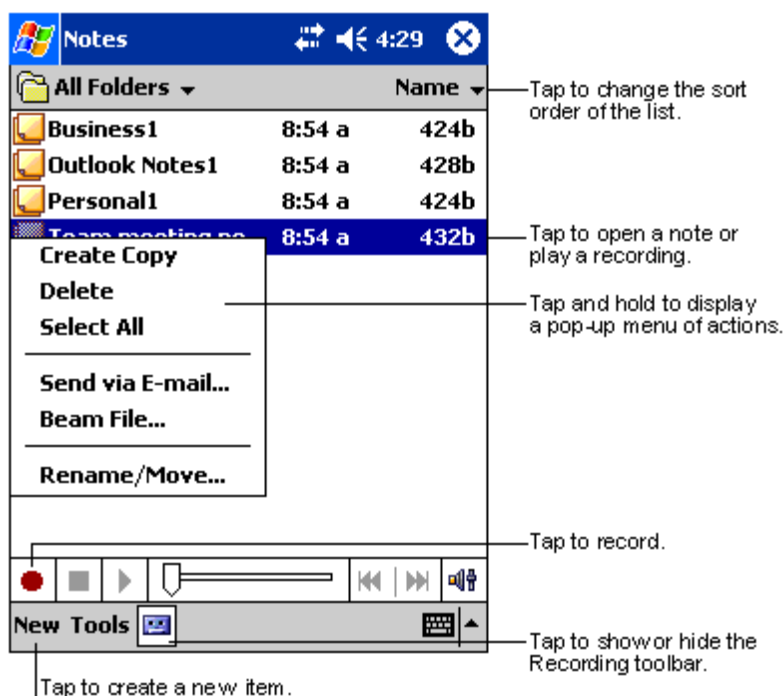 Notes 4:29
All Folders Name
Tap to change the sort
order of the list.
Business1 8:54 a 424b
Outlook Notes1 8:54 a 428b
Personal1 8:54 a 424b
Team meeting no 8:54 a 432b
Tap to open a note or
play a recording.
Create Copy
Delete
Select All
Tap and hold to display
a pop-up menu of actions.
Send via E-mail...
Beam File...
Rename/Move...
Tap to record.
New Tools
Tap to show or hide the
Recording toolbar.
Tap to create a new item.